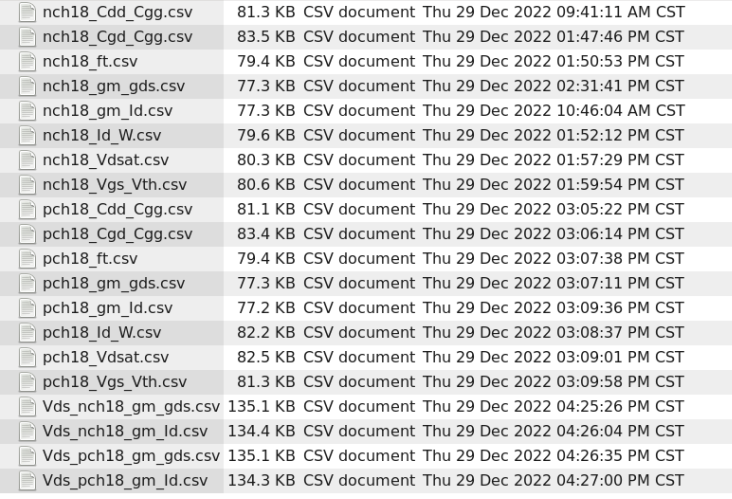 nch18_Cdd_Cgg.csv 81.3 KB CSV document Thu 29 Dec 2022 09:41:11 AM CST
nch18_Cgd_Cgg.csv 83.5 KB CSV document Thu 29 Dec 2022 01:47:46 PM CST
nch18_ft.csv 79.4 KB CSV document Thu 29 Dec 2022 01:50:53 PM CST
nch18_gm_gds.csv 77.3 KB CSV document Thu 29 Dec 2022 02:31:41 PM CST
nch18_gm_Id.csv 77.3 KB CSV document Thu 29 Dec 2022 10:46:04 AM CST
nch18_Id_W.csv 79.6 KB CSV document Thu 29 Dec 2022 01:52:12 PM CST
nch18_Vdsat.csv 80.3 KB CSV document Thu 29 Dec 2022 01:57:29 PM CST
nch18_Vgs_Vth.csv 80.6 KB CSV document Thu 29 Dec 2022 01:59:54 PM CST
pch18_Cdd_Cgg.csv 81.1 KB CSV document Thu 29 Dec 2022 03:05:22 PM CST
pch18_Cgd_Cgg.csv 83.4 KB CSV document Thu 29 Dec 2022 03:06:14 PM CST
pch18_ft.csv 79.4 KB CSV document Thu 29 Dec 2022 03:07:38 PM CST
pch18_gm_gds.csv 77.3 KB CSV document Thu 29 Dec 2022 03:07:11 PM CST
pch18_gm_Id.csv 77.2 KB CSV document Thu 29 Dec 2022 03:09:36 PM CST
pch18_Id_W.csv 82.2 KB CSV document Thu 29 Dec 2022 03:08:37 PM CST
pch18_Vdsat.csv 82.5 KB CSV document Thu 29 Dec 2022 03:09:01 PM CST
pch18_Vgs_Vth.csv 81.3 KB CSV document Thu 29 Dec 2022 03:09:58 PM CST
Vds_nch18_gm_gds.csv 135.1 KB CSV document Thu 29 Dec 2022 04:25:26 PM CST
Vds_nch18_gm_Id.csv 134.4 KB CSV document Thu 29 Dec 2022 04:26:04 PM CST
Vds_pch18_gm_gds.csv 135.1 KB CSV document Thu 29 Dec 2022 04:26:35 PM CST
Vds_pch18_gm_Id.csv 134.3 KB CSV document Thu 29 Dec 2022 04:27:00 PM CST